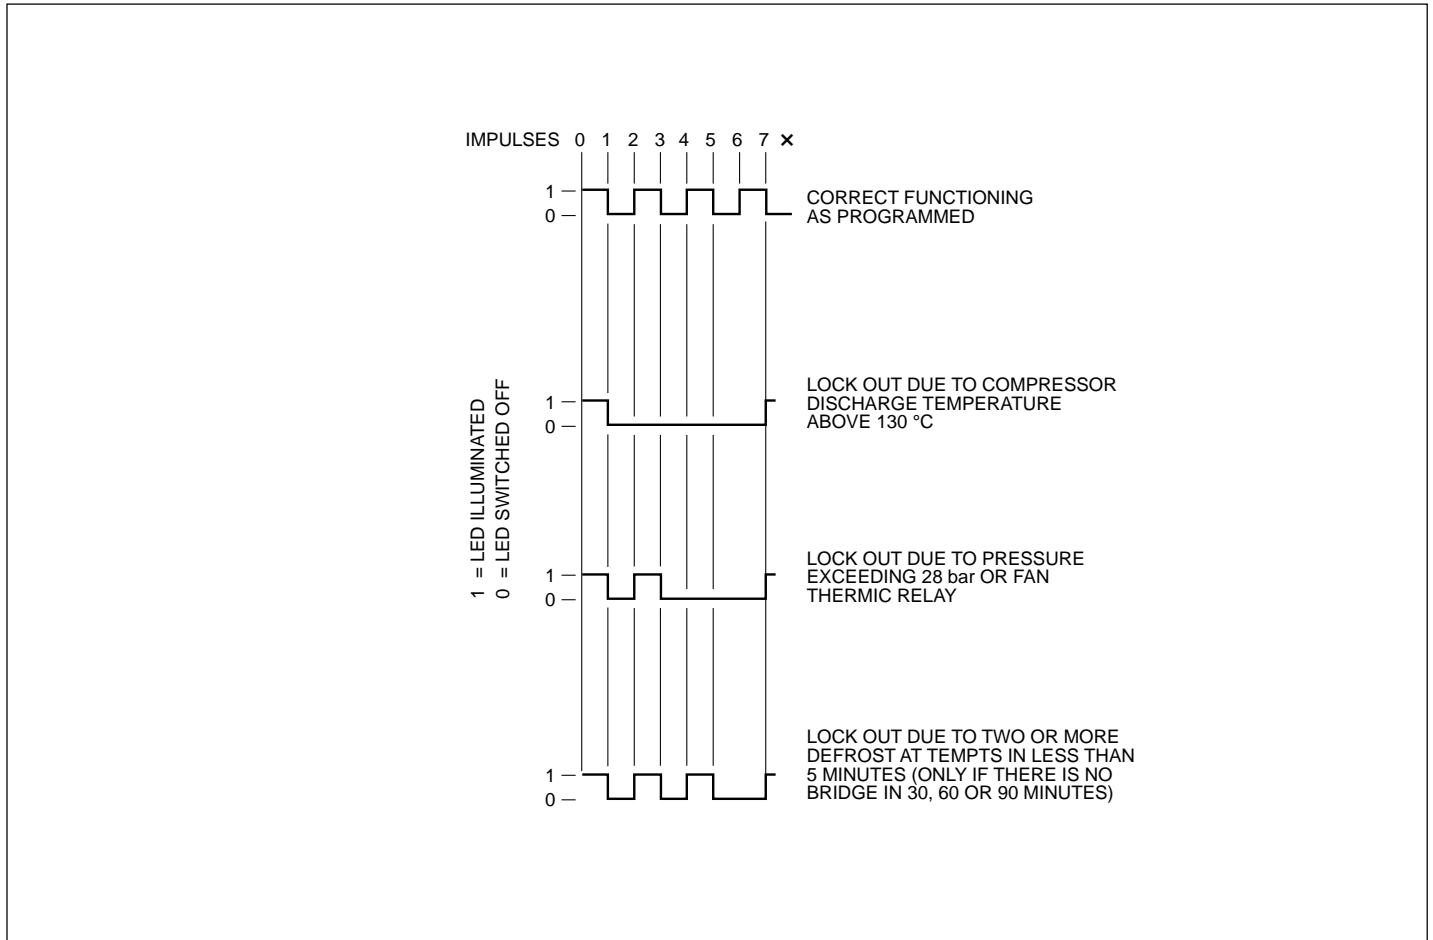 IMPULSES 0 1 2 3 4 5 6 7 ×
1 —
0 —
CORRECT FUNCTIONING
AS PROGRAMMED
1 = LED ILLUMINATED
0 = LED SWITCHED OFF
1 —
0 —
LOCK OUT DUE TO COMPRESSOR
DISCHARGE TEMPERATURE
ABOVE 130 °C
1 —
0 —
LOCK OUT DUE TO PRESSURE
EXCEEDING 28 bar OR FAN
THERMIC RELAY
1 —
0 —
LOCK OUT DUE TO TWO OR MORE
DEFROST AT TEMPTS IN LESS THAN
5 MINUTES (ONLY IF THERE IS NO
BRIDGE IN 30, 60 OR 90 MINUTES)